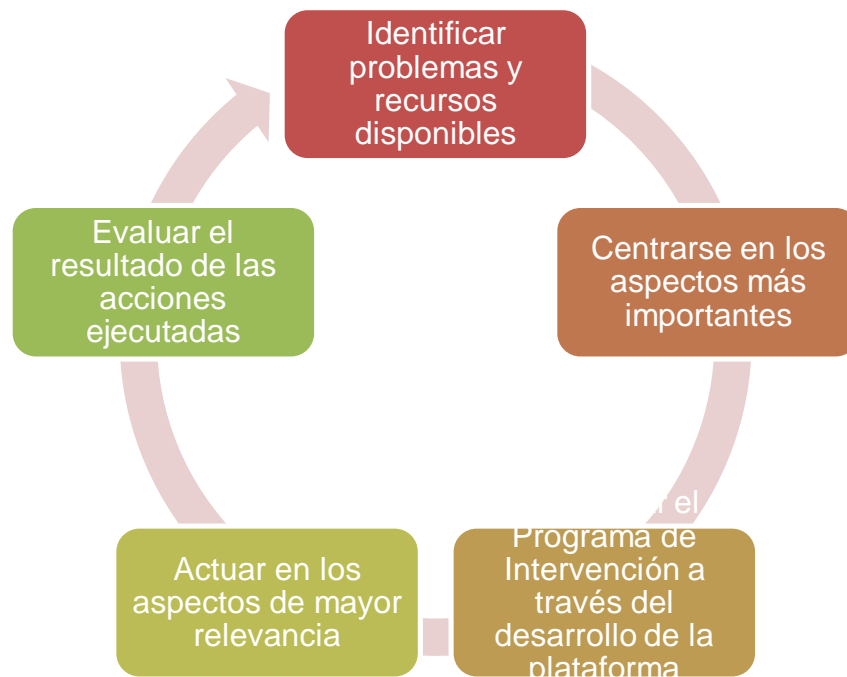 Identificar
problemas y
recursos
disponibles
Centrarse en los
aspectos más
importantes
el
Programa de
Intervención a
través del
desarrollo de la
plataforma
Actuar en los
aspectos de mayor
relevancia
Evaluar el
resultado de las
acciones
ejecutadas